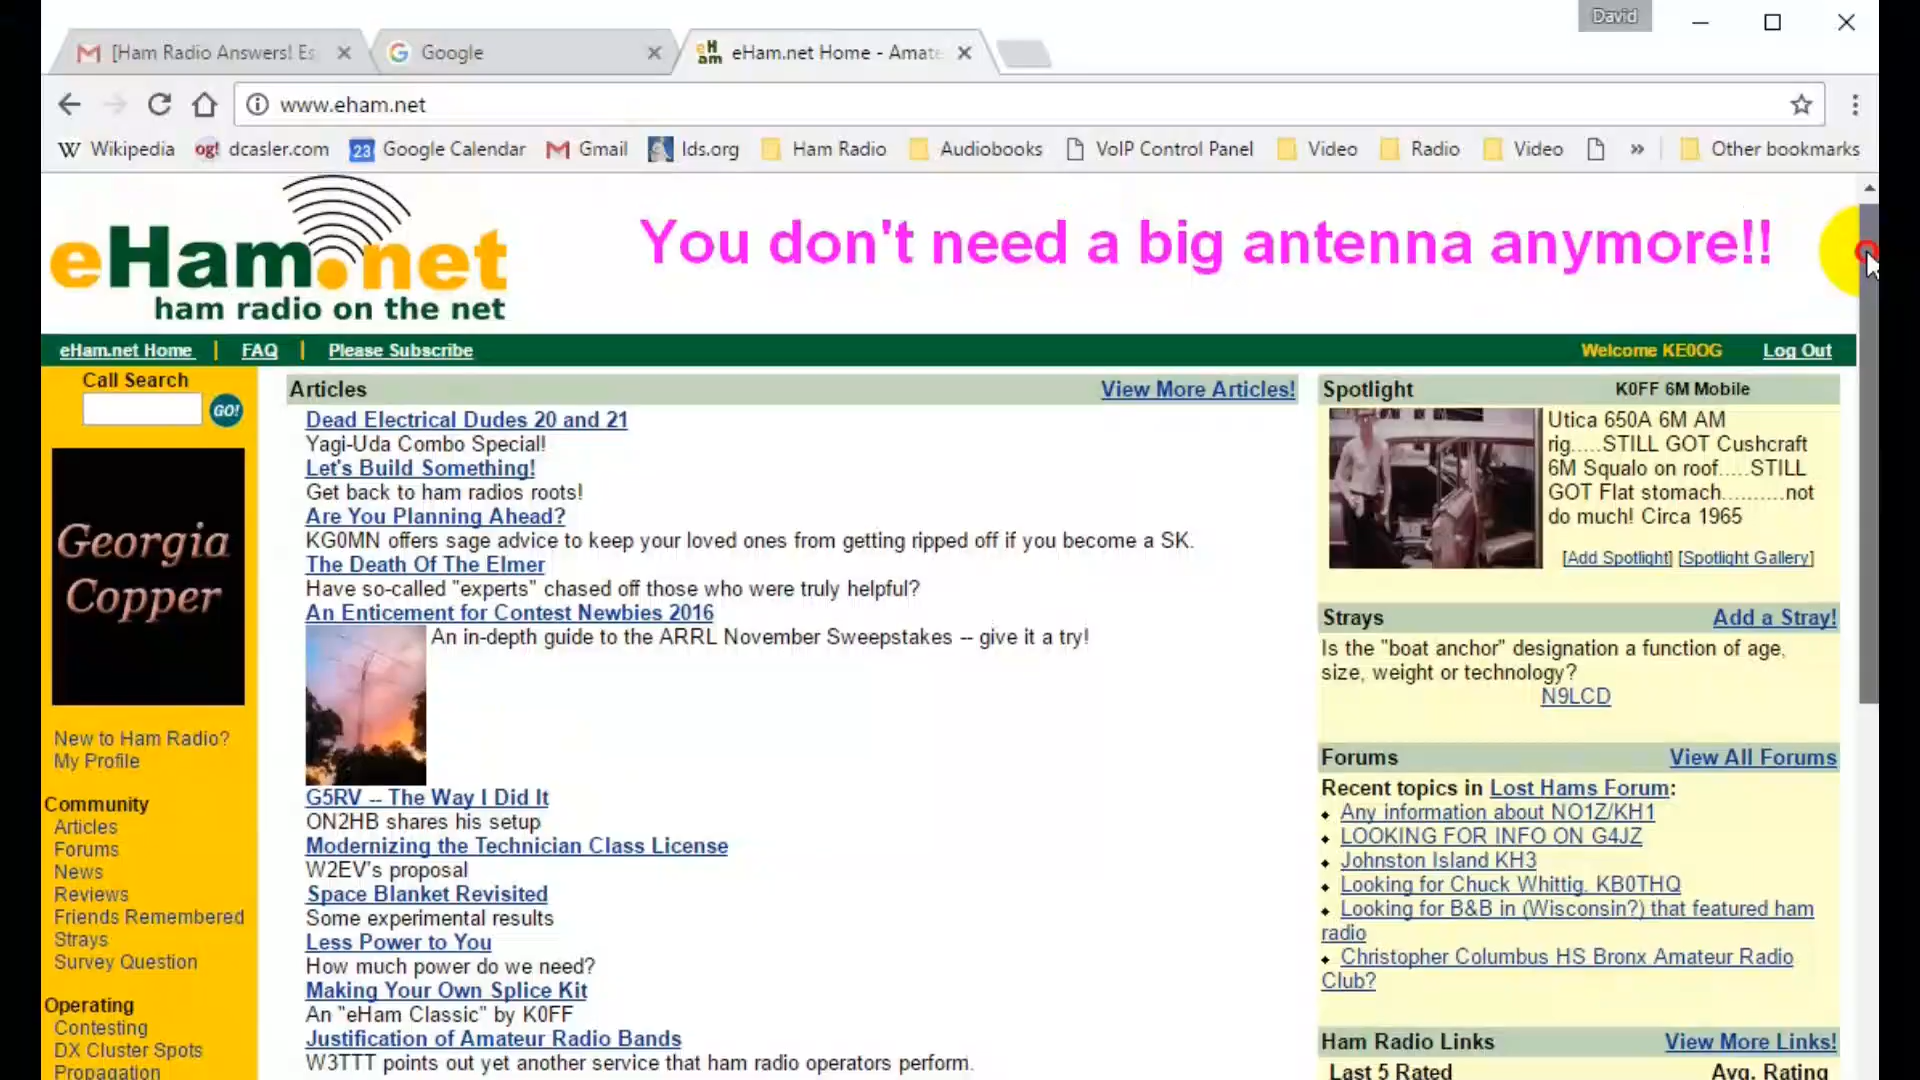 David
[Ham Radio Answers! Es
Google
eHam.net Home - Amate
www.eham.net
W Wikipedia
og! dcasler.com
23 Google Calendar
Gmail
lds.org
Ham Radio
Audiobooks
VoIP Control Panel
Video
Radio
Video
»
Other bookmarks
eHam.net
ham radio on the net
You don't need a big antenna anymore!!
eHam.net Home | FAQ | Please Subscribe
Welcome KE0OG Log Out
Call Search
GO!
Georgia
Copper
New to Ham Radio?
My Profile
Community
Articles
Forums
News
Reviews
Friends Remembered
Strays
Survey Question
Operating
Contesting
DX Cluster Spots
Propagation
Articles View More Articles!
Dead Electrical Dudes 20 and 21
Yagi-Uda Combo Special!
Let's Build Something!
Get back to ham radios roots!
Are You Planning Ahead?
KG0MN offers sage advice to keep your loved ones from getting ripped off if you become a SK.
The Death Of The Elmer
Have so-called "experts" chased off those who were truly helpful?
An Enticement for Contest Newbies 2016
An in-depth guide to the ARRL November Sweepstakes -- give it a try!
G5RV -- The Way I Did It
ON2HB shares his setup
Modernizing the Technician Class License
W2EV's proposal
Space Blanket Revisited
Some experimental results
Less Power to You
How much power do we need?
Making Your Own Splice Kit
An "eHam Classic" by K0FF
Justification of Amateur Radio Bands
W3TTT points out yet another service that ham radio operators perform.
Spotlight K0FF 6M Mobile
Utica 650A 6M AM
rig.....STILL GOT Cushcraft
6M Squalo on roof.....STILL
GOT Flat stomach..........not
do much! Circa 1965
[Add Spotlight] [Spotlight Gallery]
Strays Add a Stray!
Is the "boat anchor" designation a function of age,
size, weight or technology?
N9LCD
Forums View All Forums
Recent topics in Lost Hams Forum:
Any information about NO1Z/KH1
LOOKING FOR INFO ON G4JZ
Johnston Island KH3
Looking for Chuck Whittig. KB0THQ
Looking for B&B in (Wisconsin?) that featured ham
radio
Christopher Columbus HS Bronx Amateur Radio
Club?
Ham Radio Links View More Links!
Last 5 Rated Avg. Rating